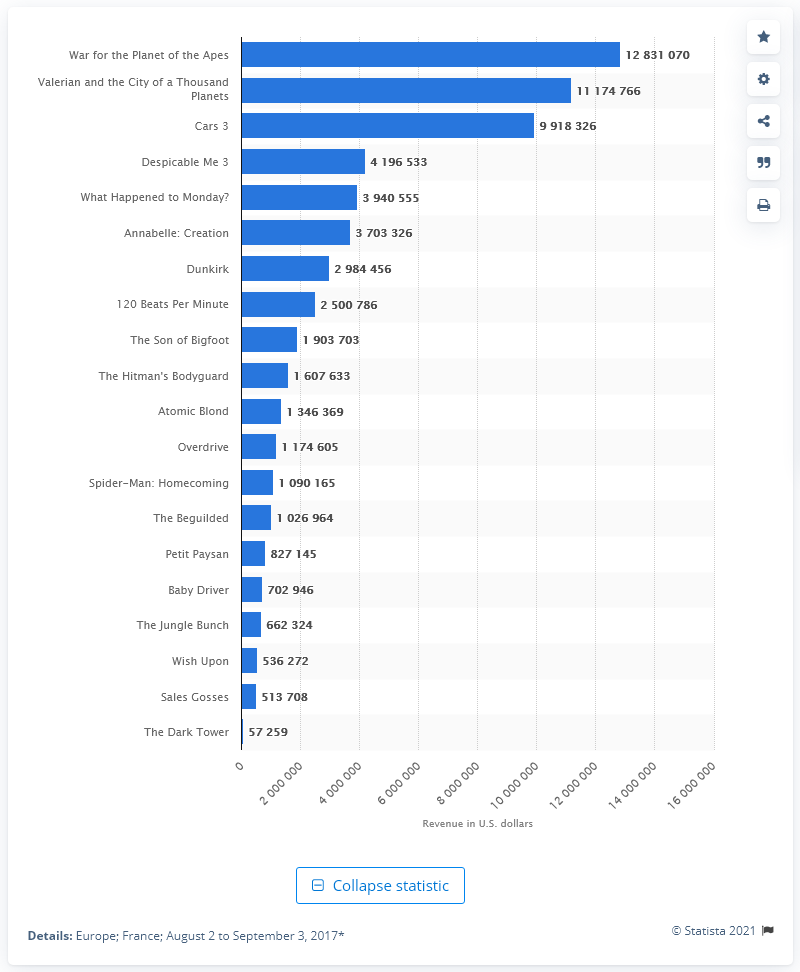 War for the Planet of the Apes 12 831 070
Valerian and the City of a Thousand
Planets 11 174 766
Cars 3 9 918 326
Despicable Me 3 4 196 533
What Happened to Monday? 3 940 555
Annabelle: Creation 3 703 326
Dunkirk 2 984 456
120 Beats Per Minute 2 500 786
The Son of Bigfoot 1 903 703
The Hitman's Bodyguard 1 607 633
Atomic Blond 1 346 369
Overdrive 1 174 605
Spider-Man: Homecoming 1 090 165
The Beguilded 1 026 964
Petit Paysan 827 145
Baby Driver 702 946
The Jungle Bunch 662 324
Wish Upon 536 272
Sales Gosses 513 708
The Dark Tower 57 259
0 2 000 000 4 000 000 6 000 000 8 000 000 10 000 000 12 000 000 14 000 000 16 000 000
Revenue in U.S. dollars
Collapse statistic
Details: Europe; France; August 2 to September 3, 2017*
© Statista 2021